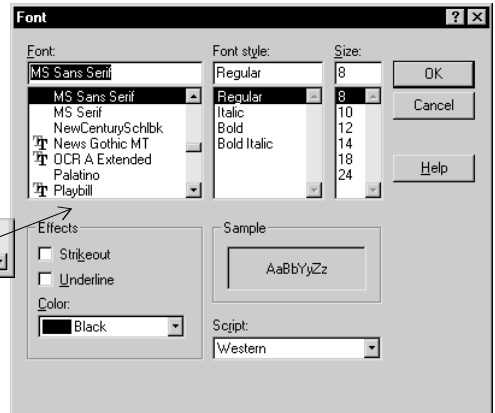 Font
Font: Font style: Size:
MS Sans Serif Regular 8 OK
MS Sans Serif Regular 8 Cancel
MS Serif Italic 10
NewCenturySchlbk Bold 12
News Gothic MT Bold Italic 14
OCR A Extended 18 Help
Palatino 24
Playbill
Effects Sample
Strikeout AaBbYyZz
Underline
Color:
Black Script:
Western